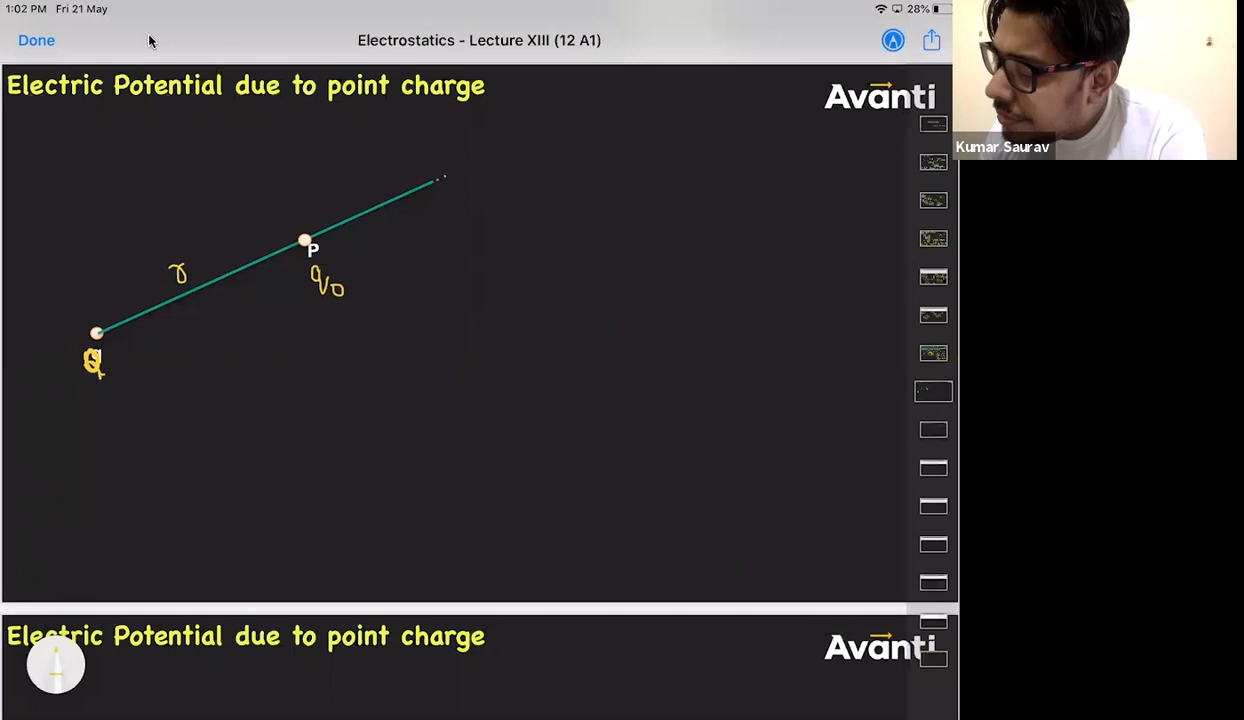 1:02 PM Fri 21 May
28%
Done
Electrostatics - Lecture XIII (12 A1)
Electric Potential due to point charge
Avanti
Kumar Saurav
r
P
q0
Q
Electric Potential due to point charge
Avanti